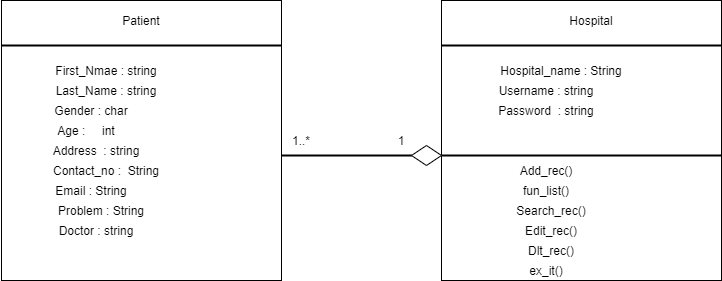 Patient
First_Nmae : string
Last_Name : string
Gender : char
Age : int
Address : string
Contact_no : String
Email : String
Problem : String
Doctor : string
1..*
1
Hospital
Hospital_name : String
Username : string
Password : string
Add_rec()
fun_list()
Search_rec()
Edit_rec()
Dlt_rec()
ex_it()